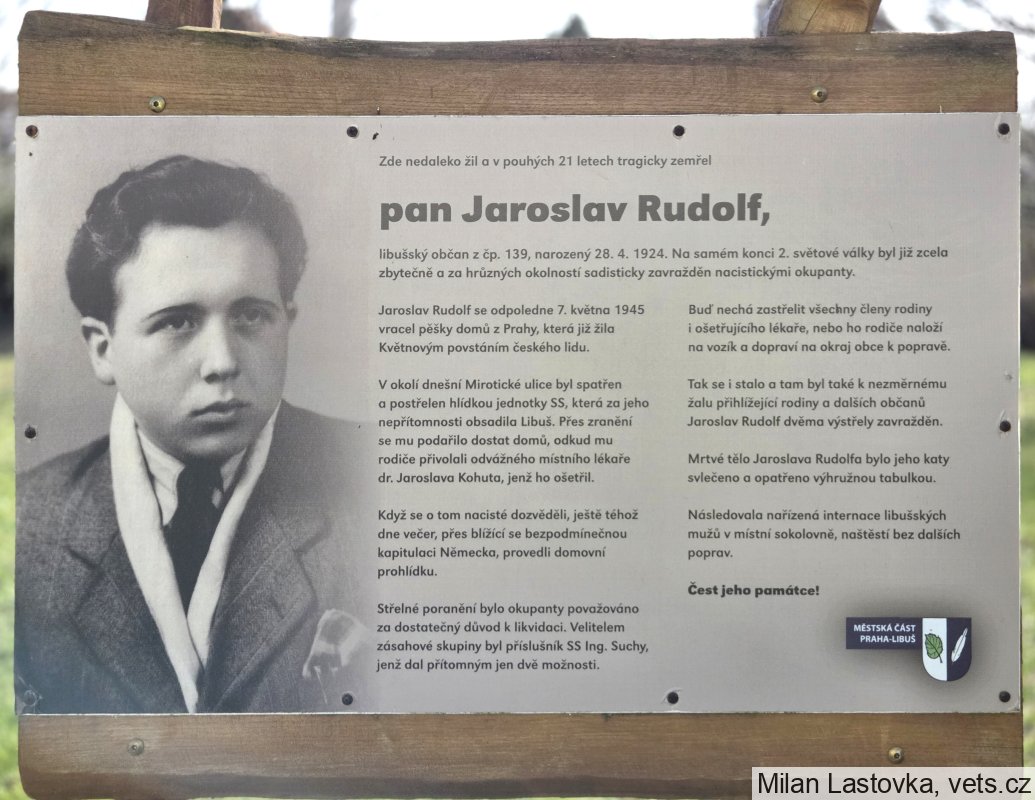 Zde nedaleko žil a v pouhých 21 letech tragicky zemřel
pan Jaroslav Rudolf,
libušský občan z čp. 139, narozený 28. 4. 1924. Na samém konci 2. světové války byl již zcela
zbytečně a za hrůzných okolností sadisticky zavražděn nacistickými okupanty.
Jaroslav Rudolf se odpoledne 7. května 1945
vracel pěšky domů z Prahy, která již žila
Květnovým povstáním českého lidu.
V okolí dnešní Mirotické ulice byl spatřen
a postřelen hlídkou jednotky SS, která za jeho
nepřítomnosti obsadila Libuš. Přes zranění
se mu podařilo dostat domů, odkud mu
rodiče přivolali odvážného místního lékaře
dr. Jaroslava Kohuta, jenž ho ošetřil.
Když se o tom nacisté dozvěděli, ještě téhož
dne večer, přes blížící se bezpodmínečnou
kapitulaci Německa, provedli domovní
prohlídku.
Střelné poranění bylo okupanty považováno
za dostatečný důvod k likvidaci. Velitelem
zásahové skupiny byl příslušník SS Ing. Suchy,
jenž dal přítomným jen dvě možnosti.
Buď nechá zastřelit všechny členy rodiny
i ošetřujícího lékaře, nebo ho rodiče naloží
na vozík a dopraví na okraj obce k popravě.
Tak se i stalo a tam byl také k nezměrnému
žalu přihlížející rodiny a dalších občanů
Jaroslav Rudolf dvěma výstřely zavražděn.
Mrtvé tělo Jaroslava Rudolfa bylo jeho katy
svlečeno a opatřeno výhružnou tabulkou.
Následovala nařízená internace libušských
mužů v místní sokolovně, naštěstí bez dalších
poprav.
Čest jeho památce!
MĚSTSKÁ ČÁST
PRAHA-LIBUŠ
Milan Lastovka, vets.cz